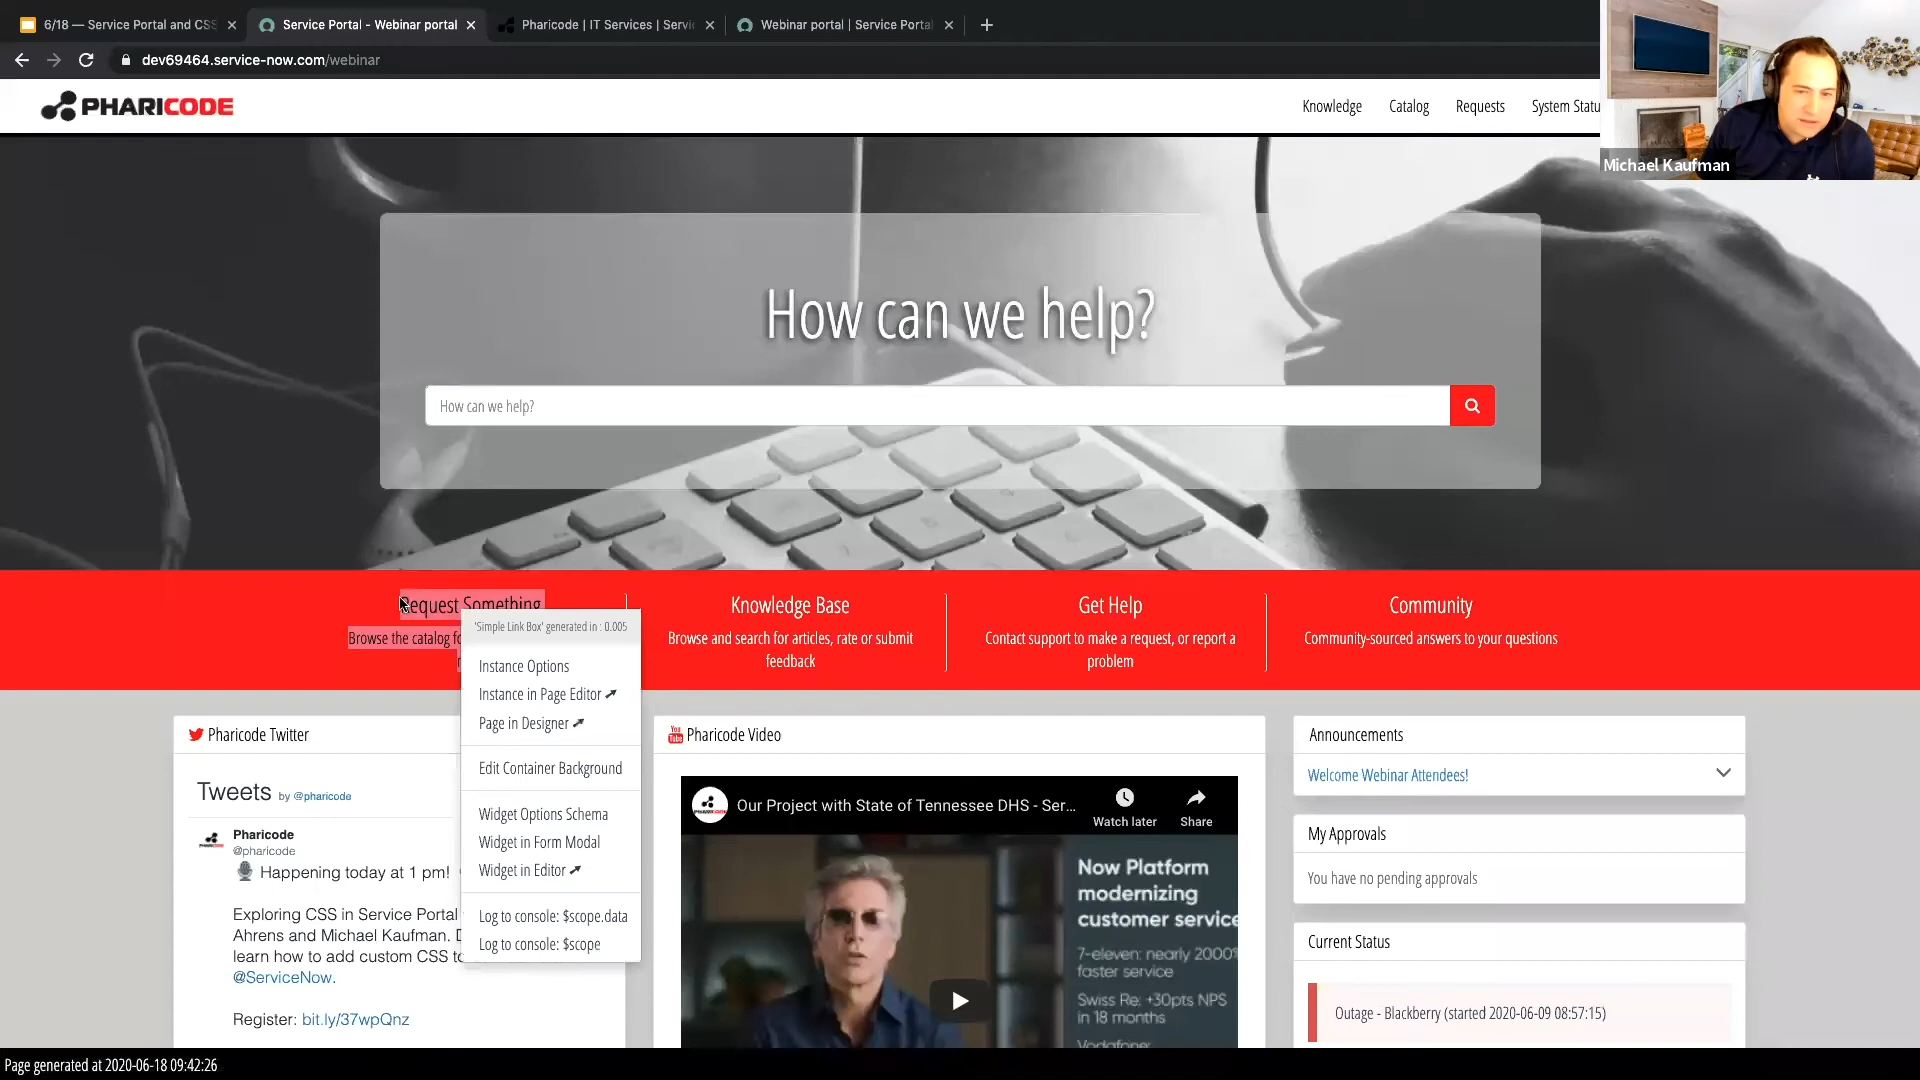 6/18 — Service Portal and CSS
Service Portal - Webinar portal
Pharicode | IT Services | Servi
Webinar portal | Service Portal
dev69464.service-now.com/webinar
PHARICODE
Knowledge
Catalog
Requests
System Statu
Michael Kaufman
How can we help?
How can we help?
Request Something
Browse the catalog fo
Knowledge Base
Browse and search for articles, rate or submit
feedback
Get Help
Contact support to make a request, or report a
problem
Community
Community-sourced answers to your questions
'Simple Link Box' generated in : 0.005
Instance Options
Instance in Page Editor
Page in Designer
Edit Container Background
Widget Options Schema
Widget in Form Modal
Widget in Editor
Log to console: $scope.data
Log to console: $scope
Pharicode Twitter
Tweets by @pharicode
Pharicode
@pharicode
Happening today at 1 pm!
Exploring CSS in Service Portal
Ahrens and Michael Kaufman. D
learn how to add custom CSS to
@ServiceNow.
Register: bit.ly/37wpQnz
You Tube
Pharicode Video
Our Project with State of Tennessee DHS - Ser...
Watch later
Share
Now Platform
modernizing
customer service
7-eleven: nearly 2000%
faster service
Swiss Re: +30pts NPS
in 18 months
Vodafone:
Announcements
Welcome Webinar Attendees!
My Approvals
You have no pending approvals
Current Status
Outage - Blackberry (started 2020-06-09 08:57:15)
Page generated at 2020-06-18 09:42:26